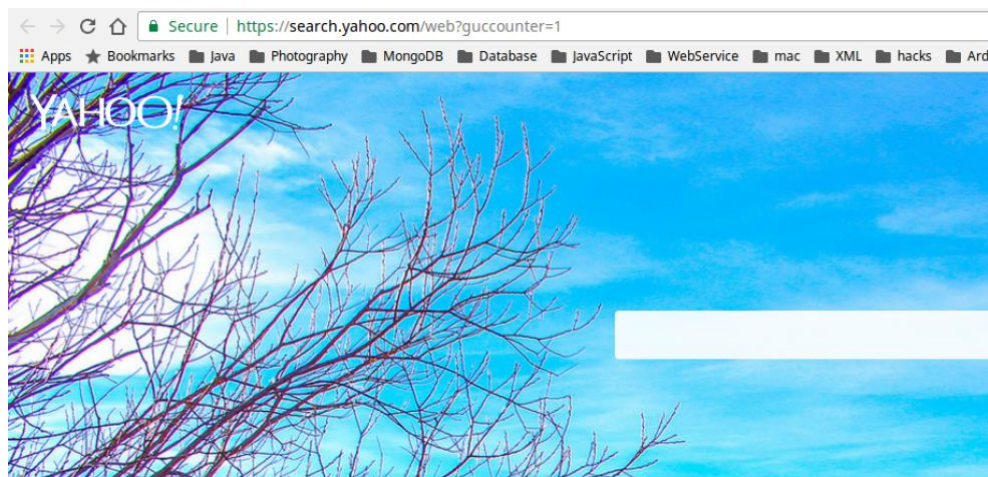 Secure | https://search.yahoo.com/web?guccounter=1
Apps Bookmarks Java Photography MongoDB Database JavaScript WebService mac XML hacks Ard
YAHOO!